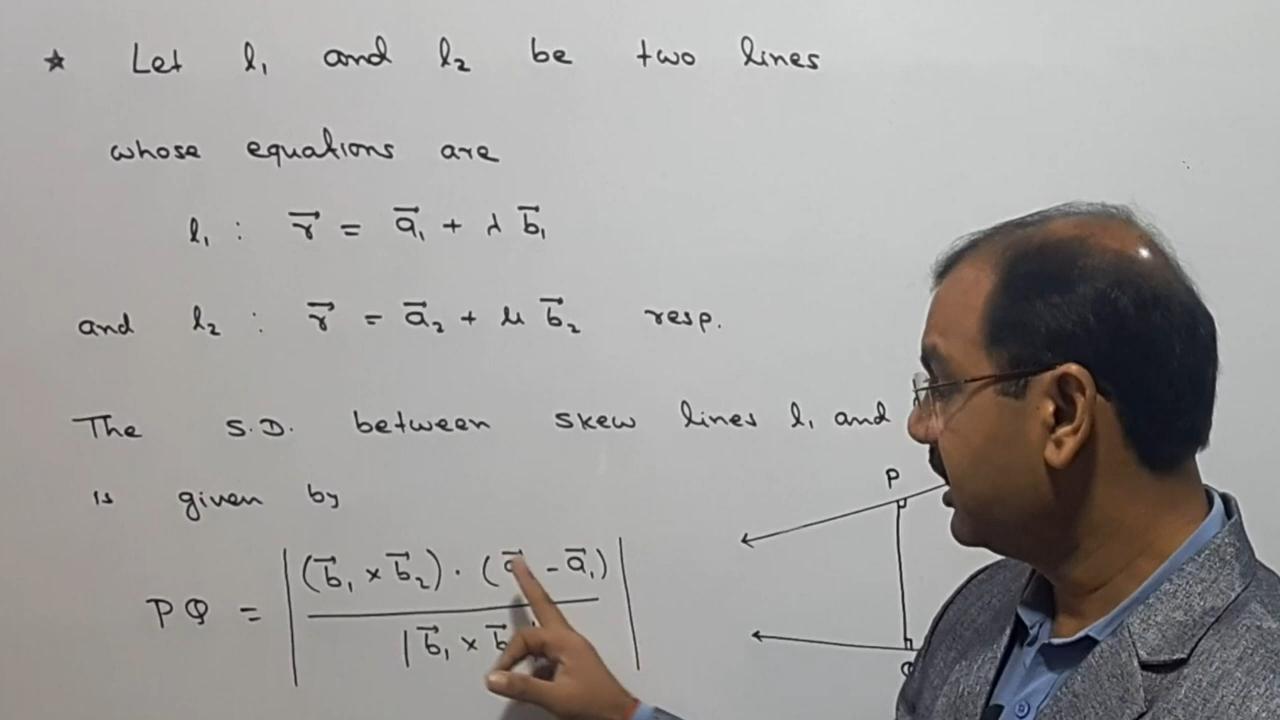 ★ Let l₁ and l₂ be two lines
whose equations are
l₁ : r⃗ = a⃗₁ + λ b⃗₁
and l₂ : r⃗ = a⃗₂ + μ b⃗₂ resp.
The S.D. between skew lines l₁ and
is given by
PQ = | (b⃗₁ × b⃗₂) · (a⃗ - a⃗₁)
|b⃗₁ × b⃗ |
P
Q